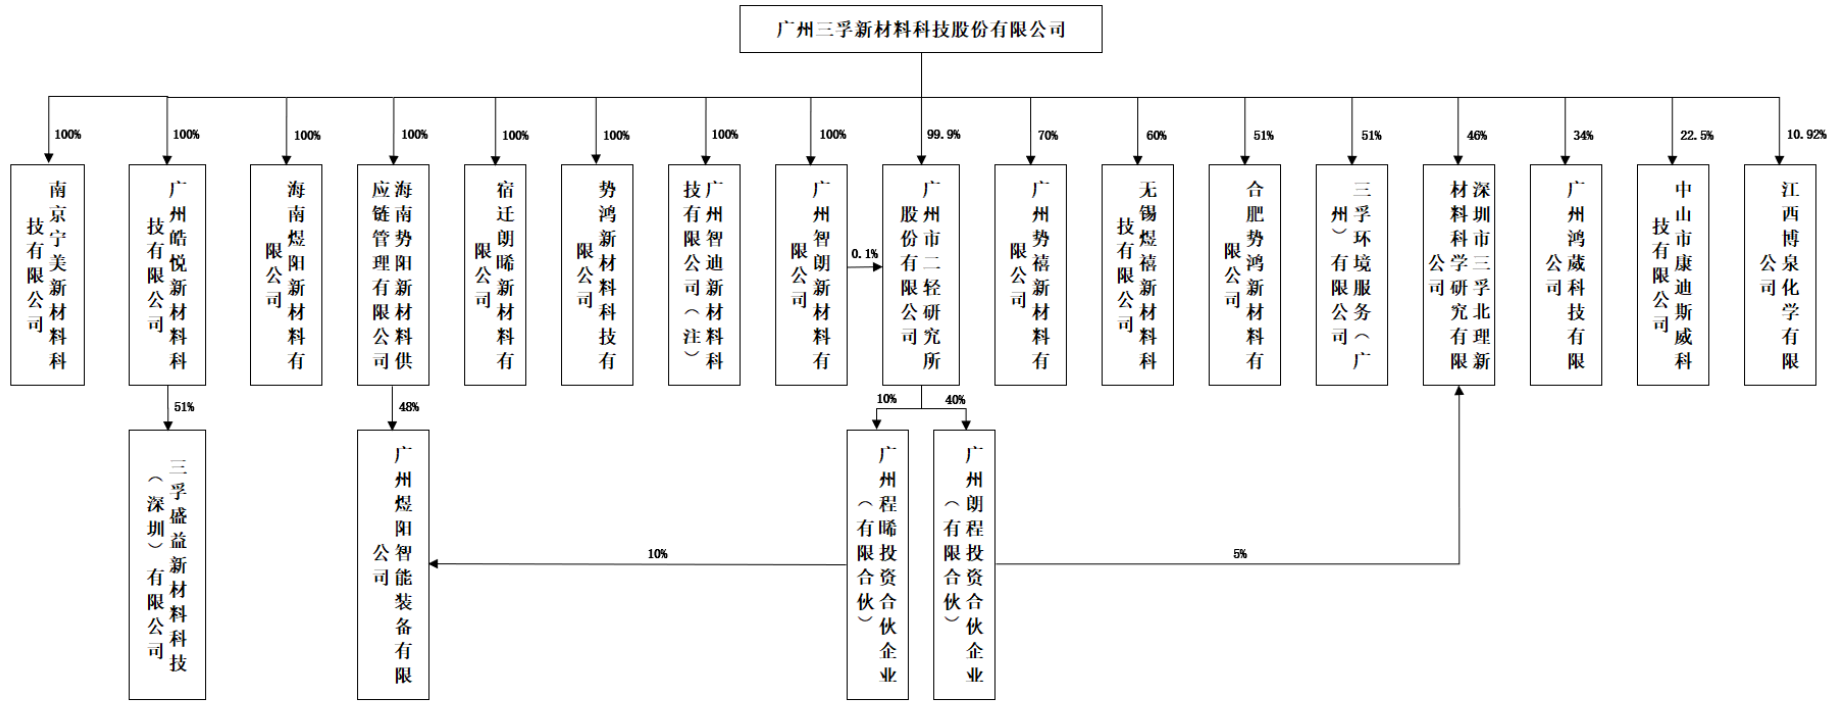 广州三孚新材料科技股份有限公司
100%
100%
100%
100%
100%
100%
100%
100%
99.9%
70%
60%
51%
51%
46%
34%
22.5%
10.92%
南京宁美新材料科
技有限公司
广州皓悦新材料科
技有限公司
海南煜阳新材料有
限公司
海南势阳新材料供
应链管理有限公司
宿迁朗晞新材料有
限公司
势鸿新材料科技有
限公司
广州智迪新材料科
技有限公司（注）
广州智朗新材料有
限公司
0.1%
广州市二轻研究所
股份有限公司
广州势禧新材料有
限公司
无锡煜禧新材料科
技有限公司
合肥势鸿新材料有
限公司
三孚环境服务（广
州）有限公司
深圳市三孚北理新
材料科学研究有限
公司
广州鸿葳科技有限
公司
中山市康迪斯威科
技有限公司
江西博泉化学有限
公司
51%
48%
10%
40%
三孚盛益新材料科技
（深圳）有限公司
广州煜阳智能装备有限
公司
10%
广州程晞投资合伙企业
（有限合伙）
广州朗程投资合伙企业
（有限合伙）
5%